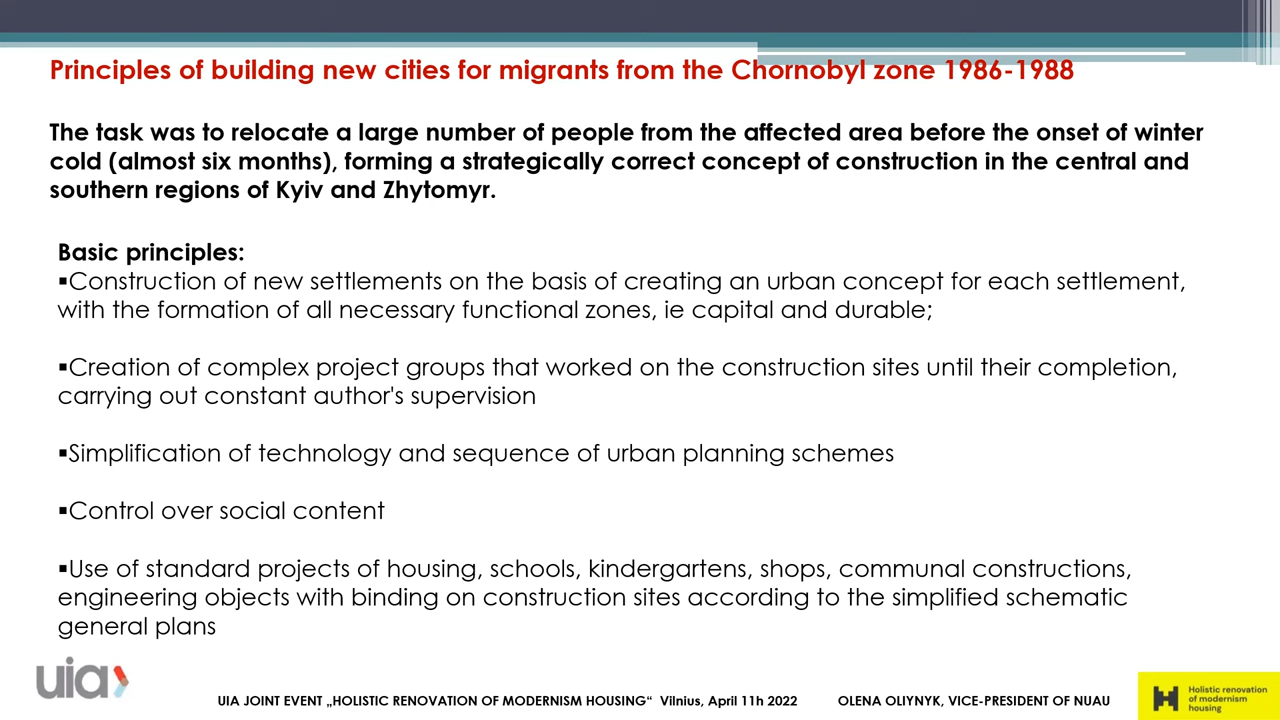 Principles of building new cities for migrants from the Chornobyl zone 1986-1988
The task was to relocate a large number of people from the affected area before the onset of winter
cold (almost six months), forming a strategically correct concept of construction in the central and
southern regions of Kyiv and Zhytomyr.
Basic principles:
▪Construction of new settlements on the basis of creating an urban concept for each settlement,
with the formation of all necessary functional zones, ie capital and durable;
▪Creation of complex project groups that worked on the construction sites until their completion,
carrying out constant author's supervision
▪Simplification of technology and sequence of urban planning schemes
▪Control over social content
▪Use of standard projects of housing, schools, kindergartens, shops, communal constructions,
engineering objects with binding on construction sites according to the simplified schematic
general plans
uia
UIA JOINT EVENT „HOLISTIC RENOVATION OF MODERNISM HOUSING“ Vilnius, April 11h 2022 OLENA OLIYNYK, VICE-PRESIDENT OF NUAU
H
Holistic renovation
of modernism
housing